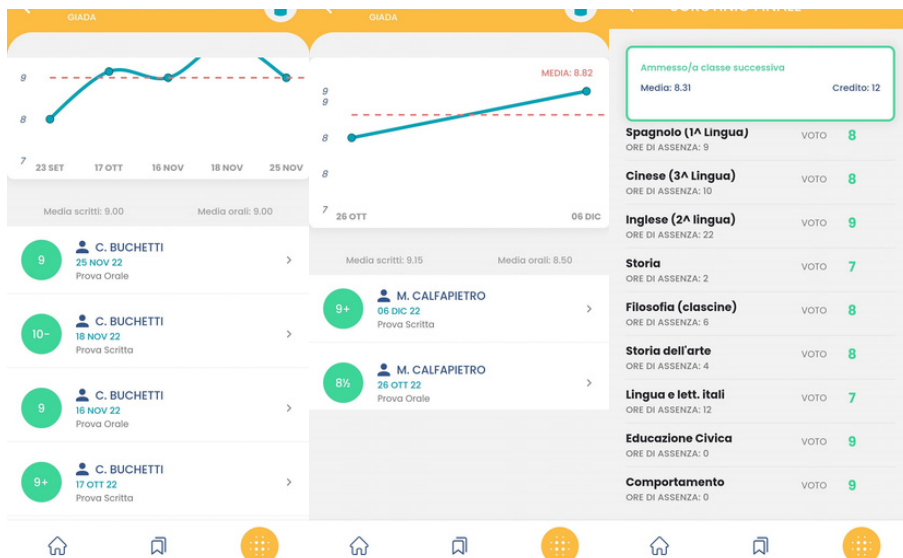 GIADA
9
8
7
23 SET
17 OTT
16 NOV
18 NOV
25 NOV
Media scritti: 9.00
Media orali: 9.00
9
C. BUCHETTI
25 NOV 22
Prova Orale
10-
C. BUCHETTI
18 NOV 22
Prova Scritta
9
C. BUCHETTI
16 NOV 22
Prova Orale
9+
C. BUCHETTI
17 OTT 22
Prova Scritta
GIADA
MEDIA: 8.82
9
9
8
8
7
26 OTT
06 DIC
Media scritti: 9.15
Media orali: 8.50
9+
M. CALFAPIETRO
06 DIC 22
Prova Scritta
8½
M. CALFAPIETRO
26 OTT 22
Prova Orale
Ammesso/a classe successiva
Media: 8.31
Credito: 12
Spagnolo (1^ Lingua)
VOTO 8
ORE DI ASSENZA: 9
Cinese (3^ Lingua)
VOTO 8
ORE DI ASSENZA: 10
Inglese (2^ lingua)
VOTO 9
ORE DI ASSENZA: 22
Storia
VOTO 7
ORE DI ASSENZA: 2
Filosofia (clascine)
VOTO 8
ORE DI ASSENZA: 6
Storia dell'arte
VOTO 8
ORE DI ASSENZA: 4
Lingua e lett. itali
VOTO 7
ORE DI ASSENZA: 12
Educazione Civica
VOTO 9
ORE DI ASSENZA: 0
Comportamento
VOTO 9
ORE DI ASSENZA: 0